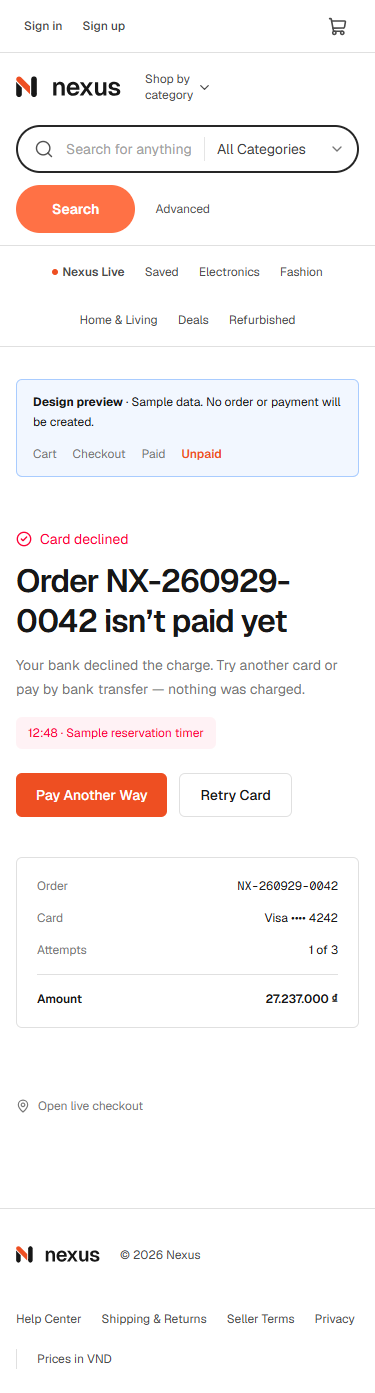 Sign in Sign up
nexus
Shop by
category
Search for anything All Categories
Search Advanced
Nexus Live Saved Electronics Fashion
Home & Living Deals Refurbished
Design preview · Sample data. No order or payment will
be created.
Cart Checkout Paid Unpaid
Card declined
Order NX-260929-
0042 isn’t paid yet
Your bank declined the charge. Try another card or
pay by bank transfer — nothing was charged.
12:48 · Sample reservation timer
Pay Another Way Retry Card
Order NX-260929-0042
Card Visa •••• 4242
Attempts 1 of 3
Amount 27.237.000 ₫
Open live checkout
nexus © 2026 Nexus
Help Center Shipping & Returns Seller Terms Privacy
Prices in VND